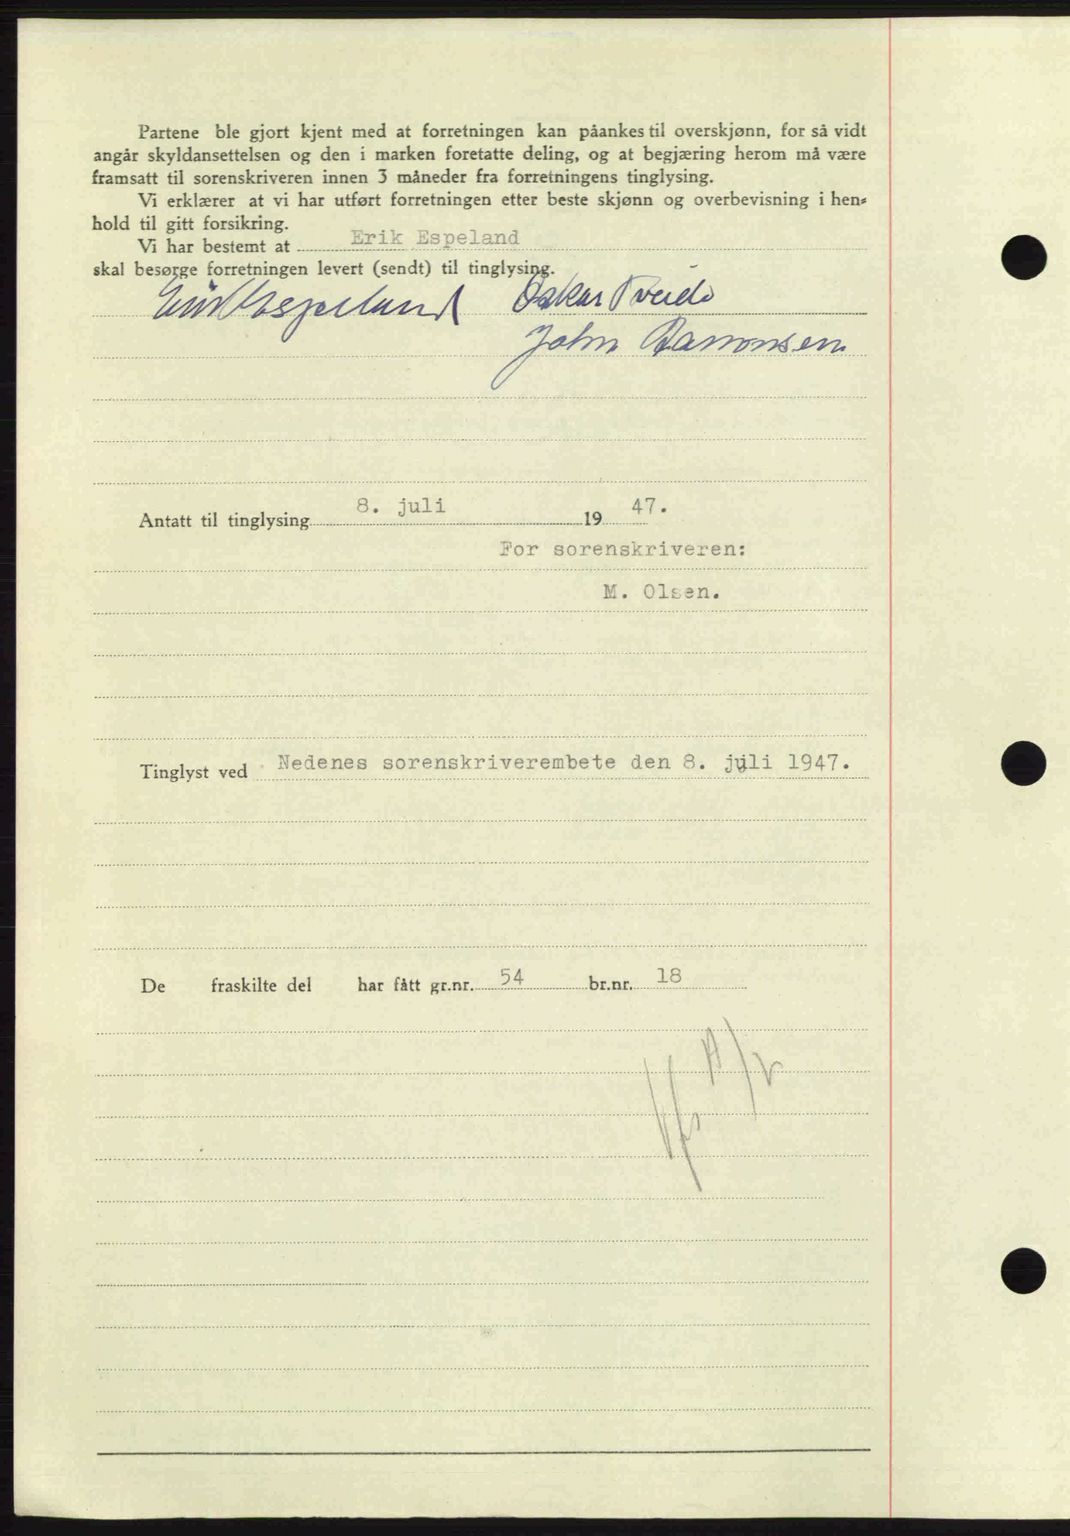 Partene ble gjort kjent med at forretningen kan påankes til overskjønn, for så vidt
angår skyldansettelsen og den i marken foretatte deling, og at begjæring herom må være
framsatt til sorenskriveren innen 3 måneder fra forretningens tinglysing.
Vi erklærer at vi har utført forretningen etter beste skjønn og overbevisning i hen-
hold til gitt forsikring.
Vi har bestemt at Erik Espeland
skal besørge forretningen levert (sendt) til tinglysing.
Erik Espeland Oskar Tveide
John Aamonsen
Antatt til tinglysing 8. juli 1947.
For sorenskriveren:
M. Olsen.
Tinglyst ved Nedenes sorenskriverembete den 8. juli 1947.
De fraskilte del har fått gr.nr. 54 br.nr. 18